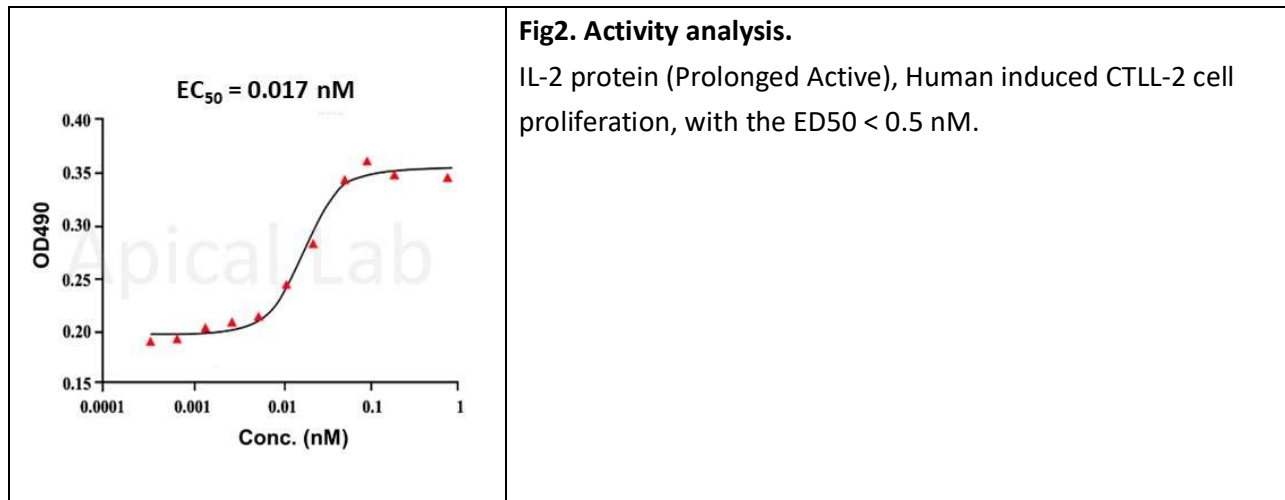 EC50 = 0.017 nM
0.40
0.35
0.30
0.25
0.20
0.15
OD490
Apical Lab
0.0001 0.001 0.01 0.1 1
Conc. (nM)
Fig2. Activity analysis.
IL-2 protein (Prolonged Active), Human induced CTLL-2 cell
proliferation, with the ED50 < 0.5 nM.